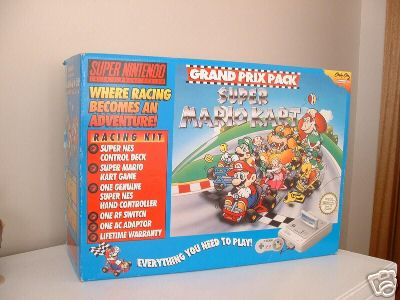 SUPER NINTENDO
WHERE RACING
BECOMES AN
ADVENTURE!
RACING KIT
SUPER NES
CONTROL DECK
SUPER MARIO
KART GAME
ONE GENUINE
SUPER NES
HAND CONTROLLER
ONE RF SWITCH
ONE AC ADAPTOR
LIFETIME WARRANTY
GRAND PRIX PACK
SUPER
MARIO KART
EVERYTHING YOU NEED TO PLAY!